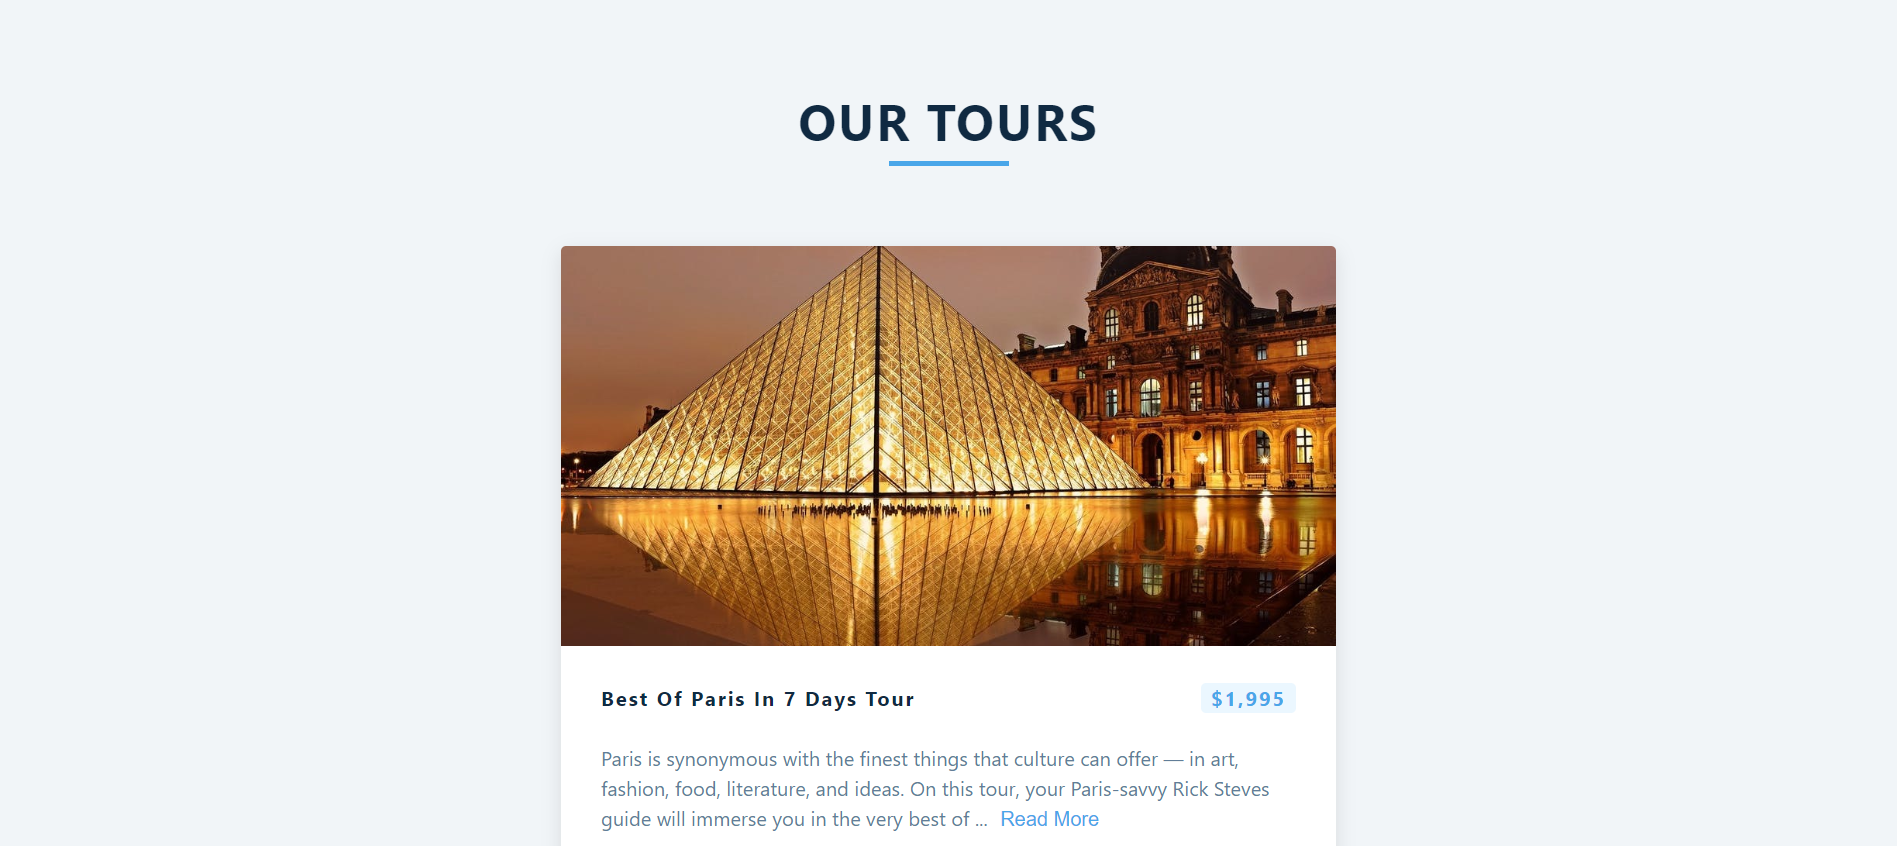 OUR TOURS
Best Of Paris In 7 Days Tour
$1,995
Paris is synonymous with the finest things that culture can offer — in art,
fashion, food, literature, and ideas. On this tour, your Paris-savvy Rick Steves
guide will immerse you in the very best of ... Read More